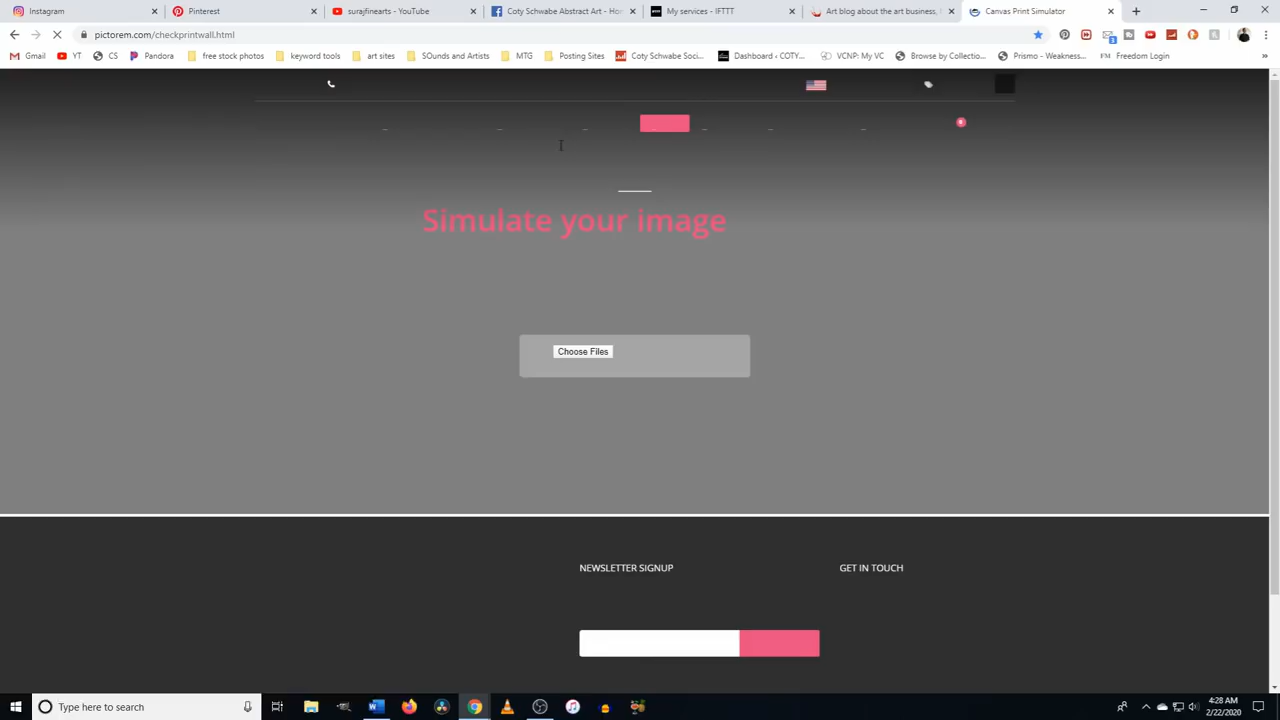 Instagram
Pinterest
surajfinearts - YouTube
Coty Schwabe Abstract Art - Ho
My services - IFTTT
Art blog about the art business,
Canvas Print Simulator
pictorem.com/checkprintwall.html
3
Gmail
YT
CS
Pandora
free stock photos
keyword tools
art sites
SOunds and Artists
MTG
Posting Sites
Coty Schwabe Soci...
Dashboard ‹ COTY...
VCNP: My VC
Browse by Collectio...
Prismo - Weakness...
FM Freedom Login
»
Simulate your image
Choose Files
NEWSLETTER SIGNUP
GET IN TOUCH
Type here to search
4:28 AM
2/22/2020